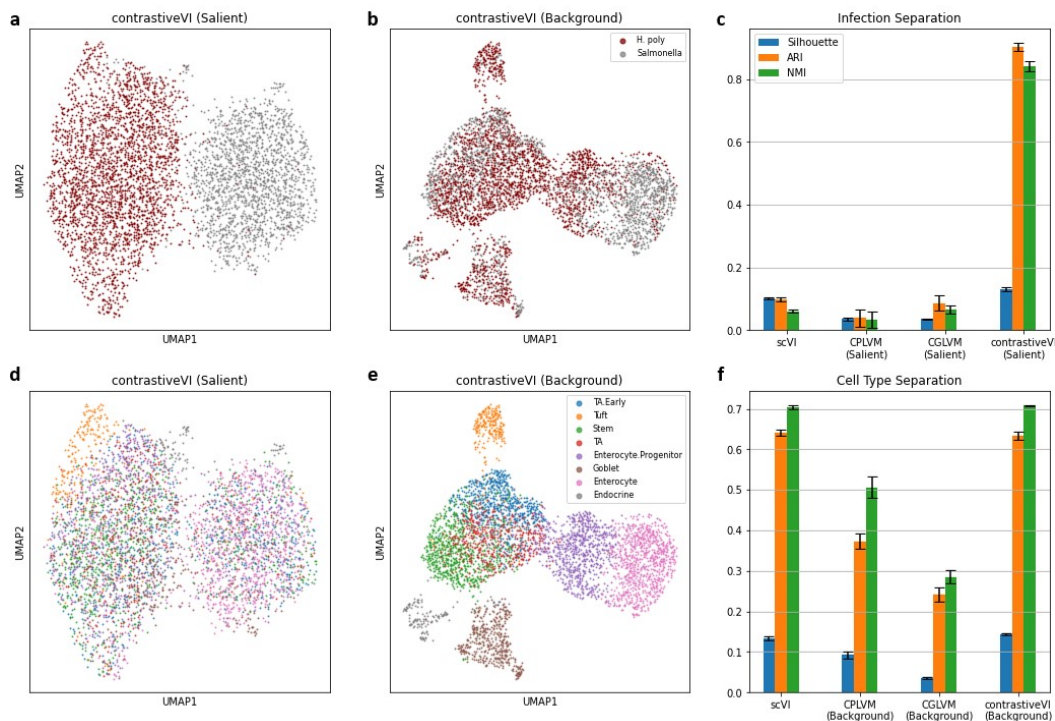 a
contrastiveVI (Salient)
UMAP2
UMAP1
b
contrastiveVI (Background)
H. poly
Salmonella
UMAP2
UMAP1
c
Infection Separation
Silhouette
ARI
NMI
0.8
0.6
0.4
0.2
0.0
scVI
CPLVM
(Salient)
CGLVM
(Salient)
contrastiveVI
(Salient)
d
contrastiveVI (Salient)
UMAP2
UMAP1
e
contrastiveVI (Background)
TA.Early
Tuft
Stem
TA
Enterocyte.Progenitor
Goblet
Enterocyte
Endocrine
UMAP2
UMAP1
f
Cell Type Separation
0.7
0.6
0.5
0.4
0.3
0.2
0.1
0.0
scVI
CPLVM
(Background)
CGLVM
(Background)
contrastiveVI
(Background)